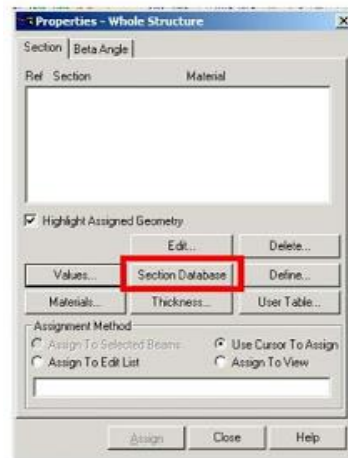 Properties - Whole Structure
Section Beta Angle
Ref Section Material
Highlight Assigned Geometry
Edit... Delete...
Values... Section Database Define...
Materials... Thickness... User Table...
Assignment Method
Assign To Selected Beams Use Cursor To Assign
Assign To Edit List Assign To View
Assign Close Help